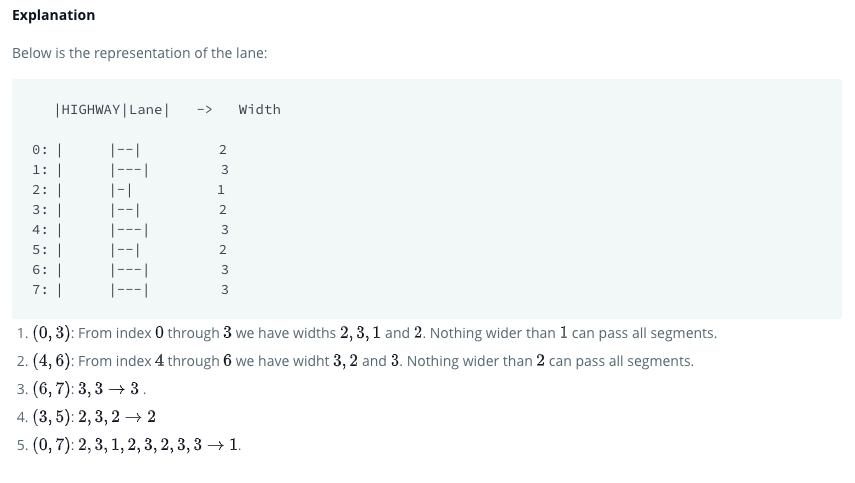 Explanation
Below is the representation of the lane:
|HIGHWAY|Lane| -> Width
0: | |--| 2
1: | |---| 3
2: | |-| 1
3: | |--| 2
4: | |---| 3
5: | |--| 2
6: | |---| 3
7: | |---| 3
1. (0, 3): From index 0 through 3 we have widths 2, 3, 1 and 2. Nothing wider than 1 can pass all segments.
2. (4, 6): From index 4 through 6 we have widht 3, 2 and 3. Nothing wider than 2 can pass all segments.
3. (6, 7): 3, 3 → 3 .
4. (3, 5): 2, 3, 2 → 2
5. (0, 7): 2, 3, 1, 2, 3, 2, 3, 3 → 1.